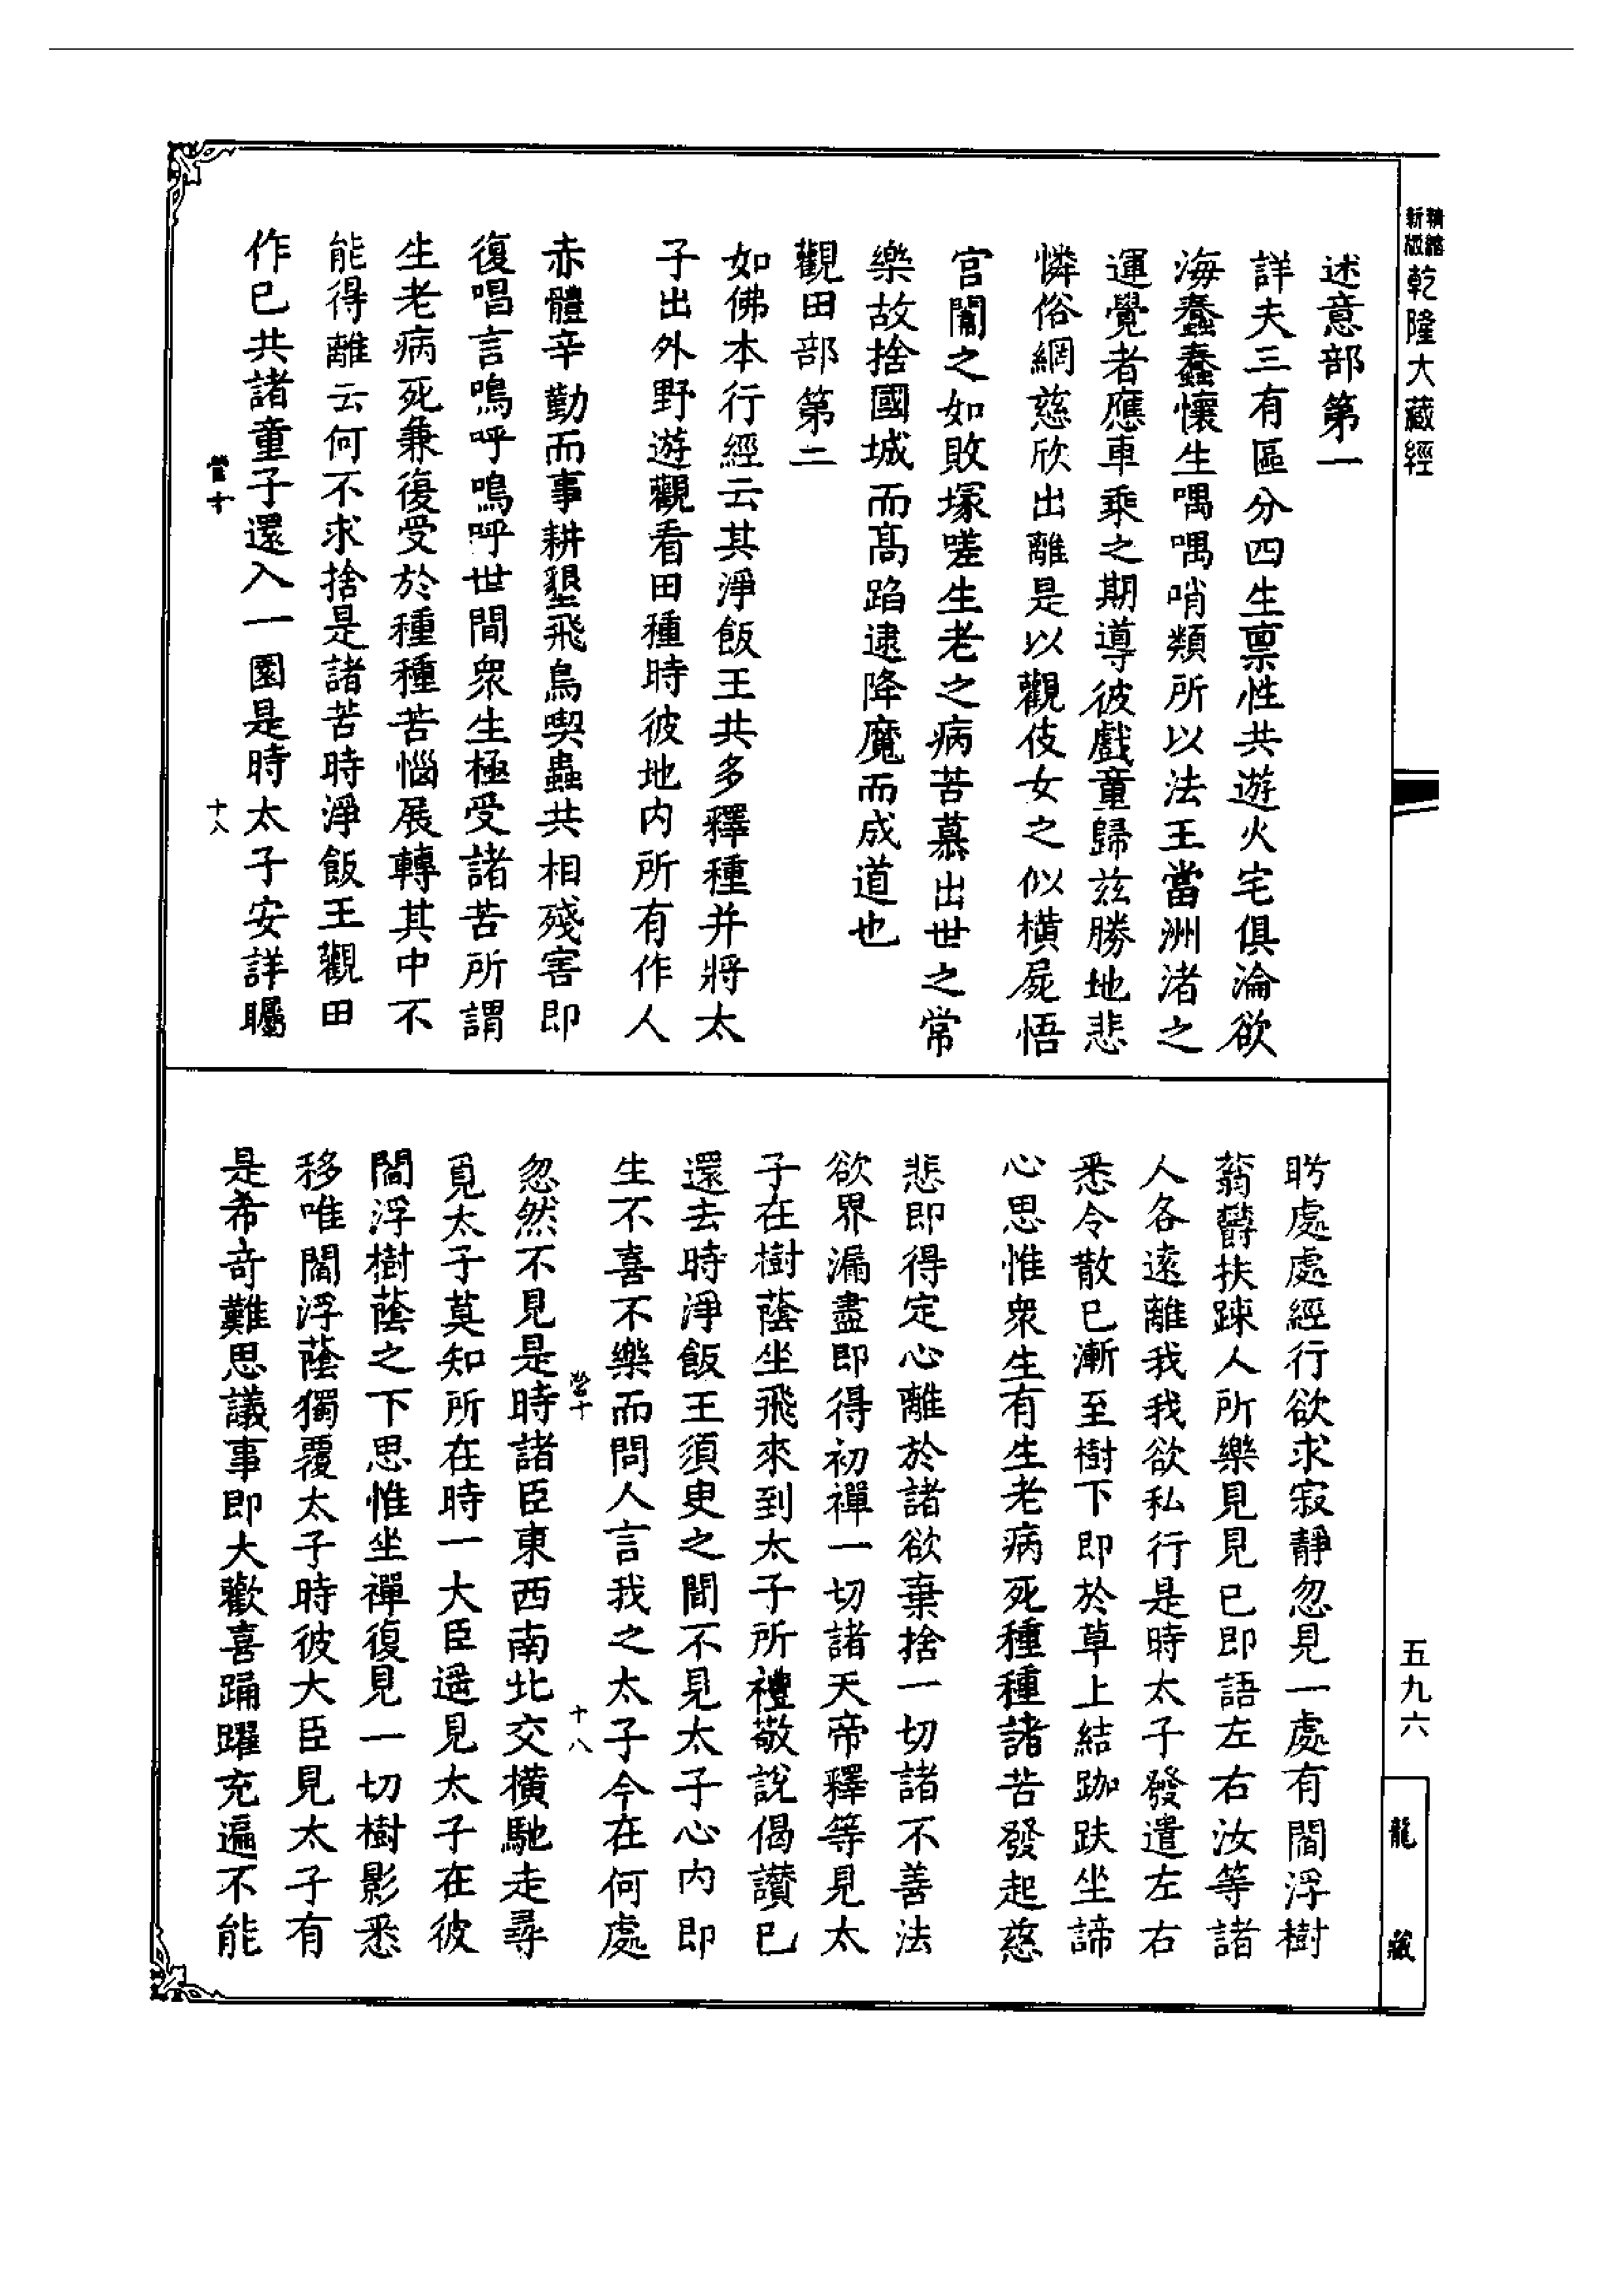 精縮新版乾隆大藏經
述意部第一
詳夫三有區分四生禀性共遊火宅俱淪欲
海蠢蠢懷生喁喁哨類所以法王當洲渚之
運覺者應車乘之期導彼戲童歸玆勝地悲
憐俗網慈欣出離是以觀伎女之似橫屍悟
宫闈之如敗塚嗟生老之病苦慕出世之常
樂故捨國城而髙蹈逮降魔而成道也
觀田部第二
如佛本行經云其淨飯王共多釋種并將太
子出外野遊觀看田種時彼地内所有作人
赤體辛勤而事耕墾飛鳥喫蟲共相殘害即
復唱言嗚呼嗚呼世間衆生極受諸苦所謂
生老病死兼復受於種種苦惱展轉其中不
能得離云何不求捨是諸苦時淨飯王觀田
作已共諸童子還入一園是時太子安詳矚
營十 十八
盻處處經行欲求寂靜忽見一處有閻浮樹
蓊鬱扶踈人所樂見見已即語左右汝等諸
人各逺離我我欲私行是時太子發遣左右
悉令散已漸至樹下即於草上結跏趺坐諦
心思惟衆生有生老病死種種諸苦發起慈
悲即得定心離於諸欲棄捨一切諸不善法
欲界漏盡即得初禪一切諸天帝釋等見太
子在樹蔭坐飛來到太子所禮敬說偈讚已
還去時淨飯王須臾之間不見太子心内即
生不喜不樂而問人言我之太子今在何處
營十 十八
忽然不見是時諸臣東西南北交横馳走尋
覓太子莫知所在時一大臣遥見太子在彼
閻浮樹蔭之下思惟坐禪復見一切樹影悉
移唯閻浮蔭獨覆太子時彼大臣見太子有
是希竒難思議事即大歡喜踊躍充遍不能
五九六
龍藏